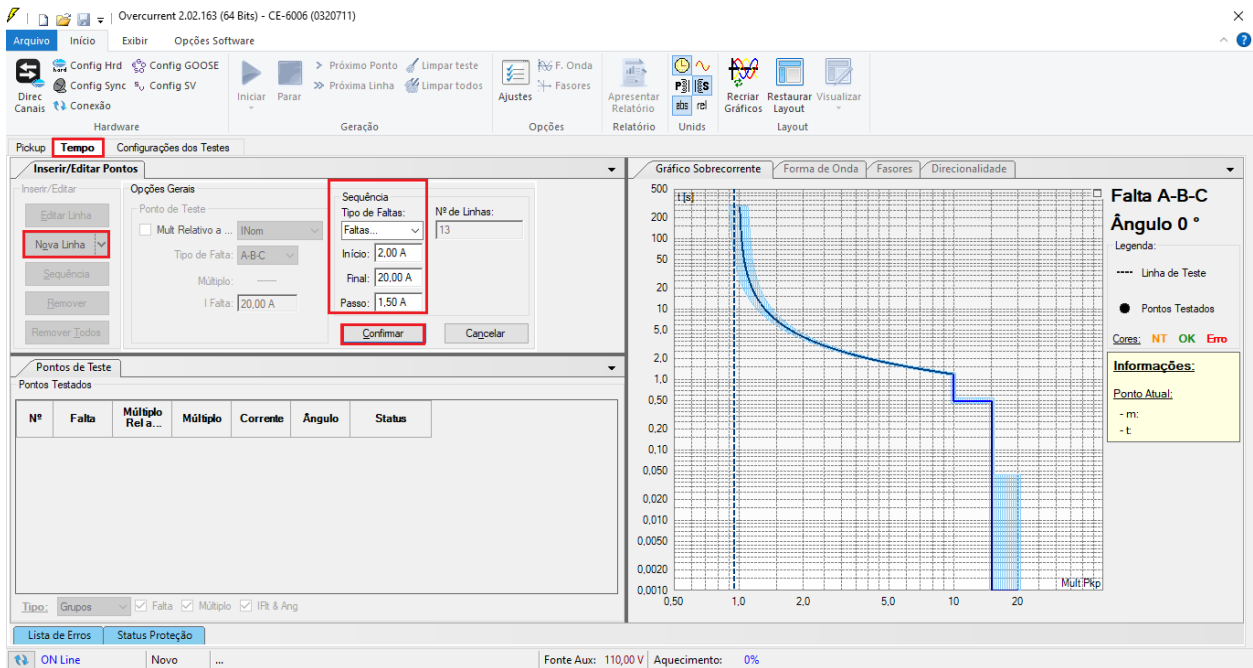 Overcurrent 2.02.163 (64 Bits) - CE-6006 (0320711)
Arquivo Início Exibir Opções Software
Direc Canais
Config Hrd Config GOOSE
Config Sync Config SV
Conexão
Hardware
Iniciar Parar
Próximo Ponto Limpar teste
Próxima Linha Limpar todos
Geração
Ajustes
F. Onda
Fasores
Opções
Apresentar Relatório
Relatório
abs rel
Unids
Recriar Gráficos
Restaurar Layout
Visualizar
Layout
Pickup Tempo Configurações dos Testes
Inserir/Editar Pontos
Inserir/Editar
Editar Linha
Nova Linha
Sequência
Remover
Remover Todos
Opções Gerais
Ponto de Teste
Mult Relativo a ... INom
Tipo de Falta: A-B-C
Múltiplo: ----
I Falta: 20,00 A
Sequência
Tipo de Faltas:
Faltas...
Início: 2,00 A
Final: 20,00 A
Passo: 1,50 A
Nº de Linhas:
13
Confirmar Cancelar
Pontos de Teste
Pontos Testados
Nº Falta Múltiplo Rela... Múltiplo Corrente Ângulo Status
Tipo: Grupos Falta Múltiplo IFlt & Ang
Lista de Erros Status Proteção
ON Line Novo ... Fonte Aux: 110,00 V Aquecimento: 0%
Gráfico Sobrecorrente Forma de Onda Fasores Direcionalidade
t [s]
500
200
100
50
20
10
5,0
2,0
1,0
0,50
0,20
0,10
0,050
0,020
0,010
0,0050
0,0020
0,0010
0,50 1,0 2,0 5,0 10 20
Mult Pkp
Falta A-B-C
Ângulo 0 °
Legenda:
Linha de Teste
Pontos Testados
Cores: NT OK Erro
Informações:
Ponto Atual:
- m:
- t: